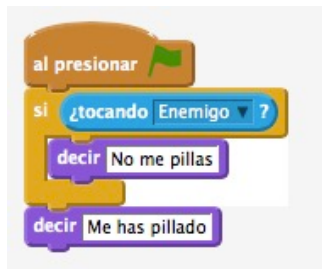 al presionar
si ¿tocando Enemigo ?
decir No me pillas
decir Me has pillado